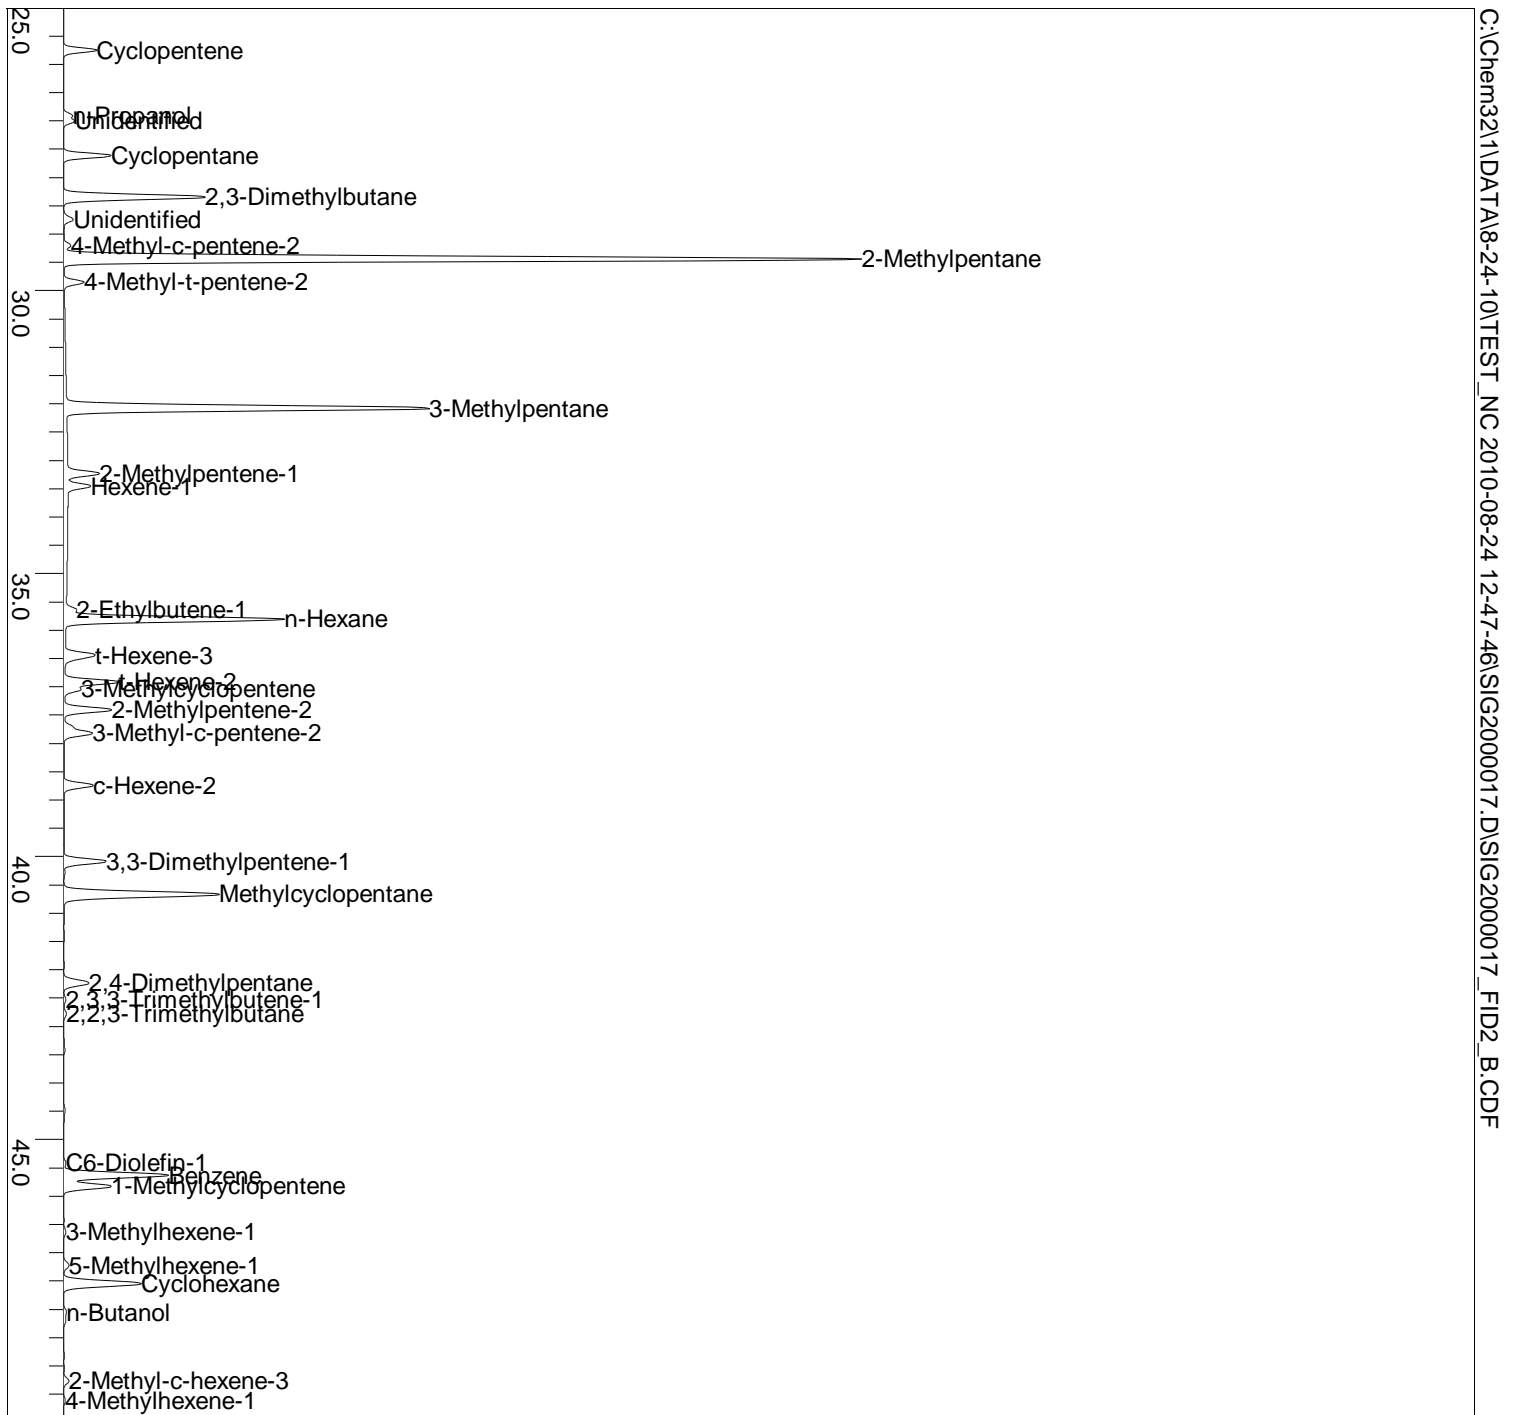 C:\Chem32\1\DATA\8-24-10\TEST_NC 2010-08-24 12-47-46\SIG2000017.D\SIG2000017_FID2_B.CDF
25.0
Cyclopentene
n-Propanol
Unidentified
Cyclopentane
2,3-Dimethylbutane
Unidentified
4-Methyl-c-pentene-2
2-Methylpentane
4-Methyl-t-pentene-2
30.0
3-Methylpentane
2-Methylpentene-1
Hexene-1
35.0
2-Ethylbutene-1
n-Hexane
t-Hexene-3
t-Hexene-2
3-Methylcyclopentene
2-Methylpentene-2
3-Methyl-c-pentene-2
c-Hexene-2
40.0
3,3-Dimethylpentene-1
Methylcyclopentane
2,4-Dimethylpentane
2,3,3-Trimethylbutene-1
2,2,3-Trimethylbutane
45.0
C6-Diolefin-1
Benzene
1-Methylcyclopentene
3-Methylhexene-1
5-Methylhexene-1
Cyclohexane
n-Butanol
2-Methyl-c-hexene-3
4-Methylhexene-1